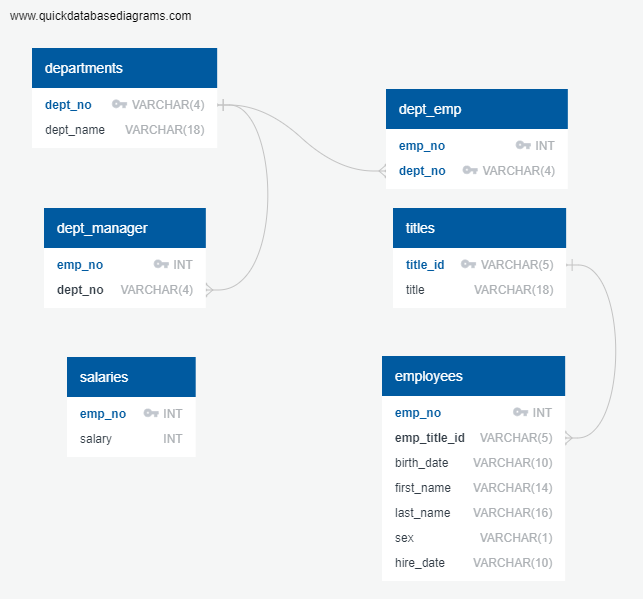 www.quickdatabasediagrams.com
departments
dept_no VARCHAR(4)
dept_name VARCHAR(18)
dept_emp
emp_no INT
dept_no VARCHAR(4)
dept_manager
emp_no INT
dept_no VARCHAR(4)
titles
title_id VARCHAR(5)
title VARCHAR(18)
salaries
emp_no INT
salary INT
employees
emp_no INT
emp_title_id VARCHAR(5)
birth_date VARCHAR(10)
first_name VARCHAR(14)
last_name VARCHAR(16)
sex VARCHAR(1)
hire_date VARCHAR(10)